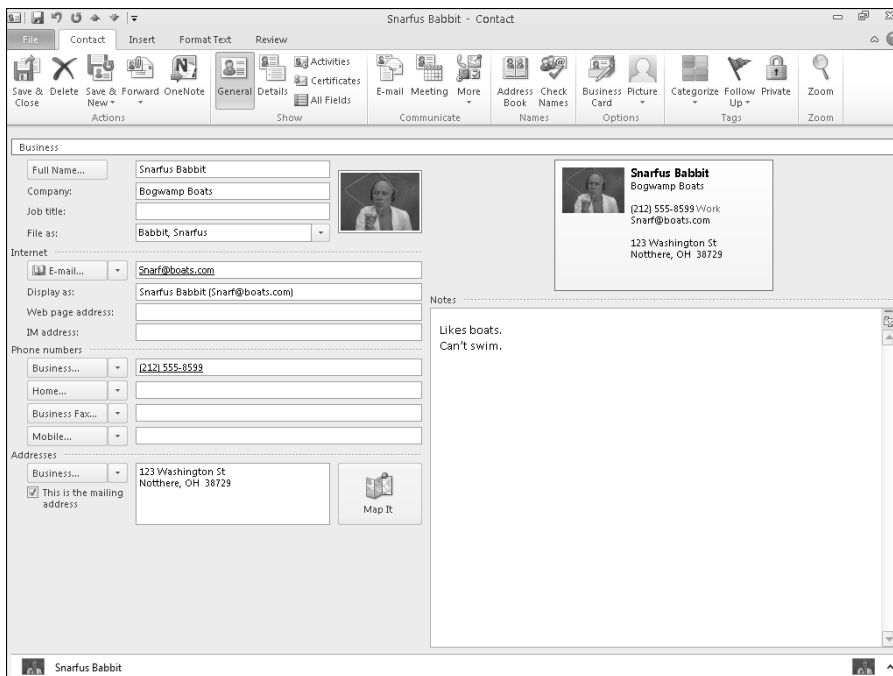 Snarfus Babbit - Contact
File Contact Insert Format Text Review
Save & Close
Delete
Save & New
Forward
OneNote
Actions
General
Details
Activities
Certificates
All Fields
Show
E-mail
Meeting
More
Communicate
Address Book
Check Names
Names
Business Card
Picture
Options
Categorize
Follow Up
Private
Tags
Zoom
Zoom
Business
Full Name... Snarfus Babbit
Company: Bogwamp Boats
Job title:
File as: Babbit, Snarfus
Internet
E-mail... Snarf@boats.com
Display as: Snarfus Babbit (Snarf@boats.com)
Web page address:
IM address:
Phone numbers
Business... (212) 555-8599
Home...
Business Fax...
Mobile...
Addresses
Business... 123 Washington St
Notthere, OH 38729
This is the mailing
address
Map It
Snarfus Babbit
Bogwamp Boats
(212) 555-8599 Work
Snarf@boats.com
123 Washington St
Notthere, OH 38729
Notes
Likes boats.
Can't swim.
Snarfus Babbit